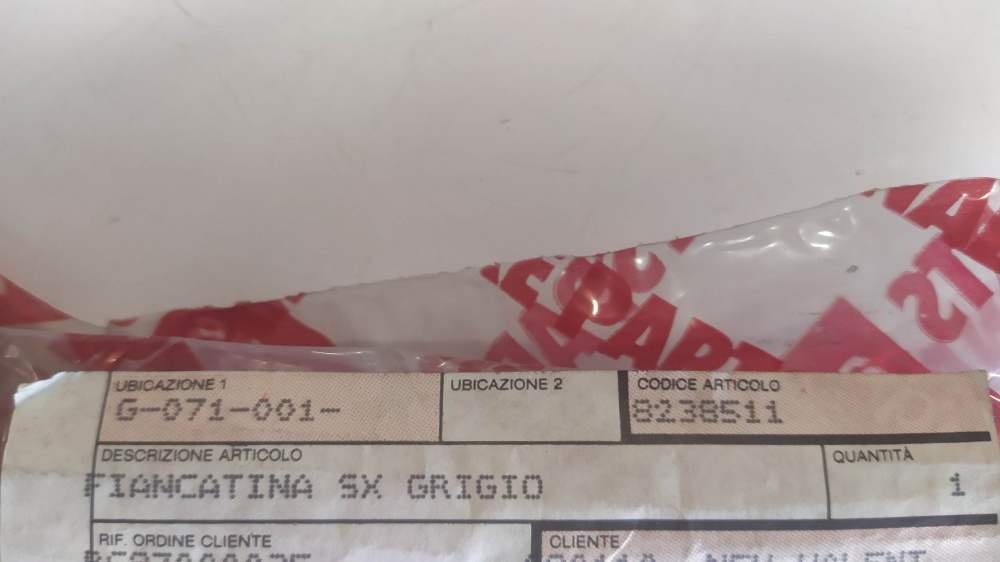 UBICAZIONE 1
G-071-001-
UBICAZIONE 2
CODICE ARTICOLO
8238511
DESCRIZIONE ARTICOLO
FIANCATINA SX GRIGIO
QUANTITÀ
1
RIF. ORDINE CLIENTE
CLIENTE